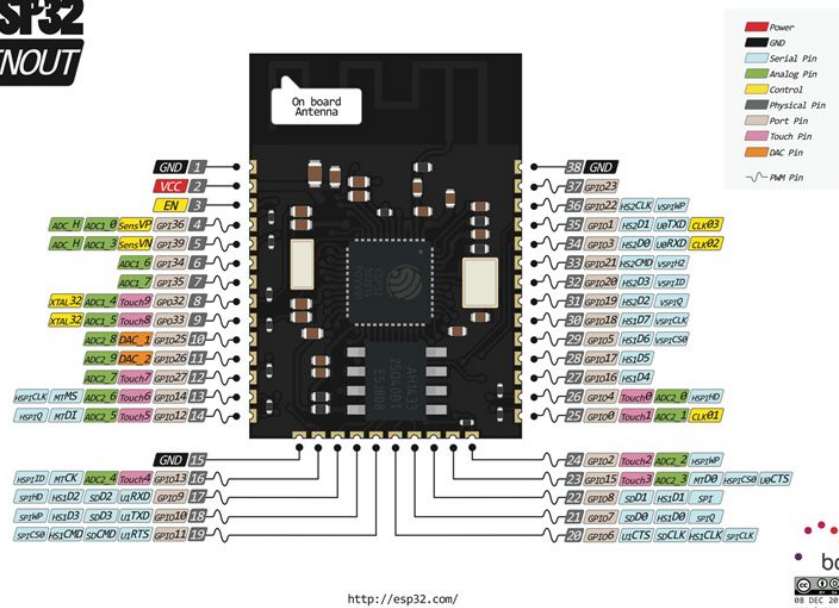 ESP32
PINOUT
Power
GND
Serial Pin
Analog Pin
Control
Physical Pin
Port Pin
Touch Pin
DAC Pin
PWM Pin
On board
Antenna
GND 1
VCC 2
EN 3
ADC_H ADC1_0 SensVP GPI36 4
ADC_H ADC1_3 SensVN GPI39 5
ADC1_6 GPI34 6
ADC1_7 GPI35 7
XTAL32 ADC1_4 Touch9 GPO32 8
XTAL32 ADC1_5 Touch8 GPO33 9
ADC2_8 DAC_1 GPIO25 10
ADC2_9 DAC_2 GPIO26 11
ADC2_7 Touch7 GPIO27 12
HSPICLK MTMS ADC2_6 Touch6 GPIO14 13
HSPIQ MTDI ADC2_5 Touch5 GPIO12 14
GND 15
HSPIID MTCK ADC2_4 Touch4 GPIO13 16
SPIHD HS1D2 SDD2 U1RXD GPIO9 17
SPIWP HS1D3 SDD3 U1TXD GPIO10 18
SPICS0 HS1CMD SDCMD U1RTS GPIO11 19
38 GND
37 GPIO23
36 GPIO22 HS2CLK VSPIWP
35 GPIO1 HS2D1 U0TXD CLK03
34 GPIO3 HS2D0 U0RXD CLK02
33 GPIO21 HS2CMD VSPIH2
32 GPIO20 HS2D3 VSPIID
31 GPIO19 HS2D2 VSPIQ
30 GPIO18 HS1D7 VSPICLK
29 GPIO5 HS1D6 VSPICS0
28 GPIO17 HS1D5
27 GPIO16 HS1D4
26 GPIO4 Touch0 ADC2_0 HSPIHD
25 GPIO0 Touch1 ADC2_1 CLK01
24 GPIO2 Touch2 ADC2_2 HSPIWP
23 GPIO15 Touch3 ADC2_3 MTD0 HSPICS0 U0CTS
22 GPIO8 SDD1 HS1D1 SPI
21 GPIO7 SDD0 HS1D0 SPIQ
20 GPIO6 U1CTS SDCLK HS1CLK SPICLK
http://esp32.com/
08 DEC